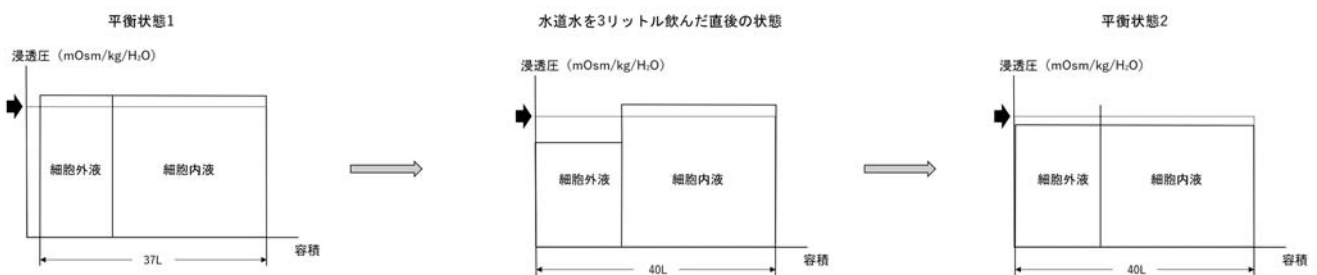 平衡状態1
浸透圧（mOsm/kg/H₂O）
細胞外液
細胞内液
容積
37L
水道水を3リットル飲んだ直後の状態
浸透圧（mOsm/kg/H₂O）
細胞外液
細胞内液
容積
40L
平衡状態2
浸透圧（mOsm/kg/H₂O）
細胞外液
細胞内液
容積
40L